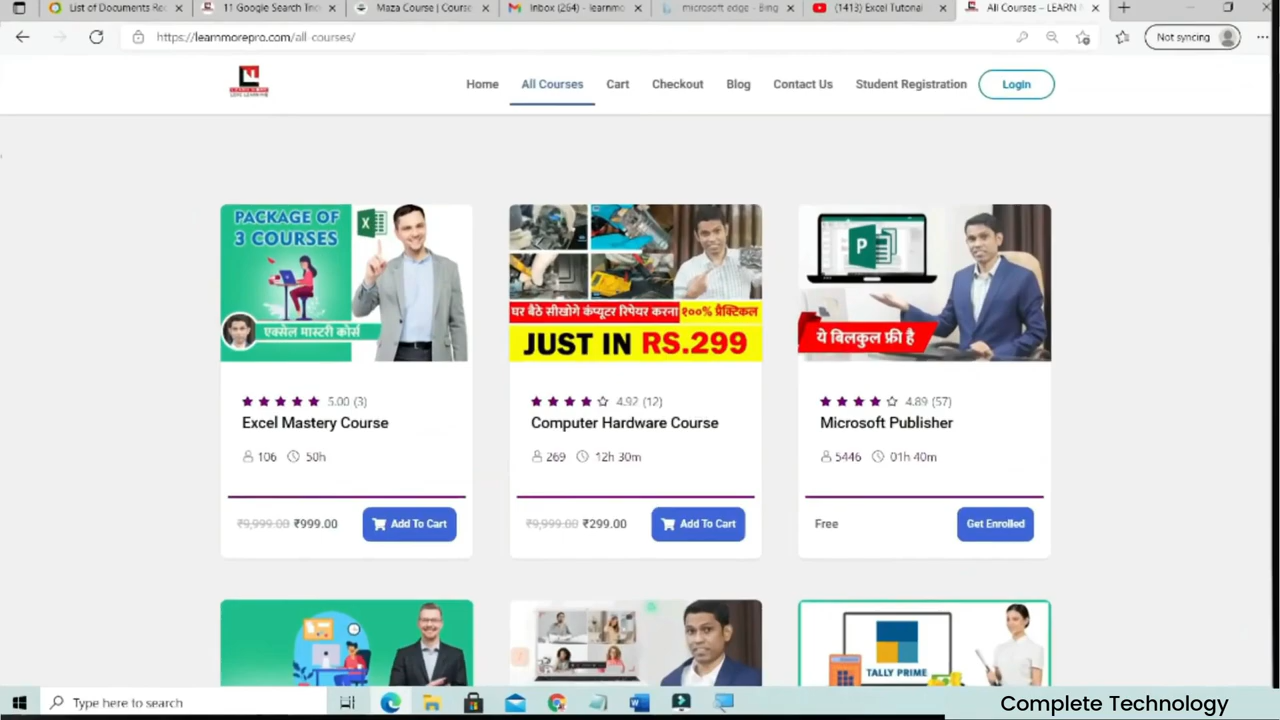 List of Documents Re
11 Google Search Tric
Maza Course | Course
Inbox (264) - learnmo
microsoft edge - Bing
(1413) Excel Tutorial
All Courses – LEARN
https://learnmorepro.com/all-courses/
Not syncing
Home
All Courses
Cart
Checkout
Blog
Contact Us
Student Registration
Login
PACKAGE OF
3 COURSES
एक्सेल मास्टरी कोर्स
5.00 (3)
Excel Mastery Course
106 50h
₹9,999.00 ₹999.00
Add To Cart
घर बैठे सीखोगे कंप्यूटर रिपेयर करना १००% प्रैक्टिकल
JUST IN RS.299
4.92 (12)
Computer Hardware Course
269 12h 30m
₹9,999.00 ₹299.00
Add To Cart
P
ये बिलकुल फ्री है
4.89 (57)
Microsoft Publisher
5446 01h 40m
Free
Get Enrolled
TALLY PRIME
Type here to search
Complete Technology